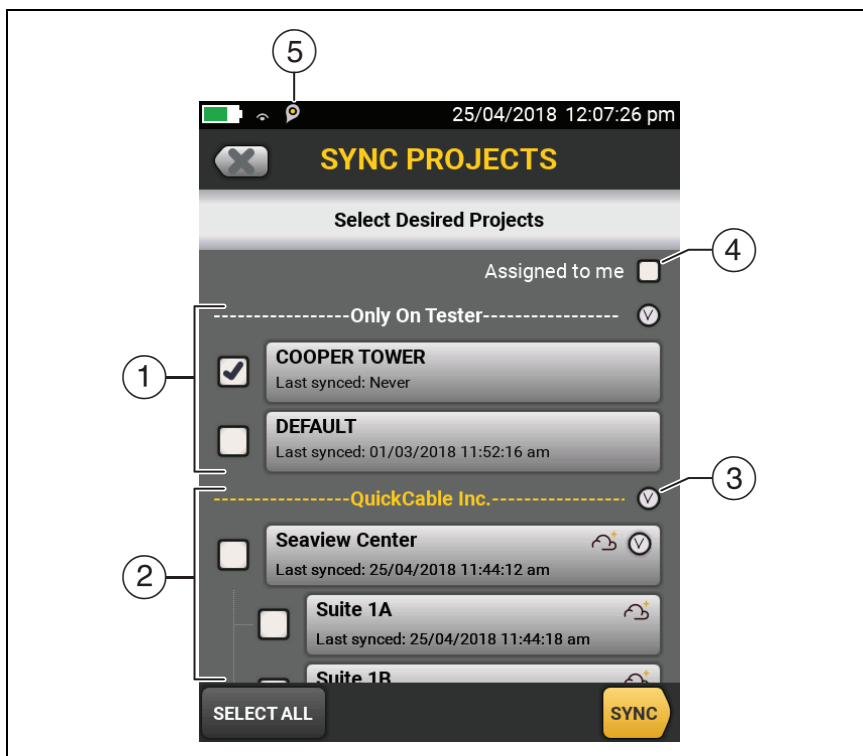 5
25/04/2018 12:07:26 pm
SYNC PROJECTS
Select Desired Projects
Assigned to me
4
------------------Only On Tester------------------
1
COOPER TOWER
Last synced: Never
DEFAULT
Last synced: 01/03/2018 11:52:16 am
3
------------------QuickCable Inc.------------------
2
Seaview Center
Last synced: 25/04/2018 11:44:12 am
Suite 1A
Last synced: 25/04/2018 11:44:18 am
Suite 1B
SELECT ALL
SYNC